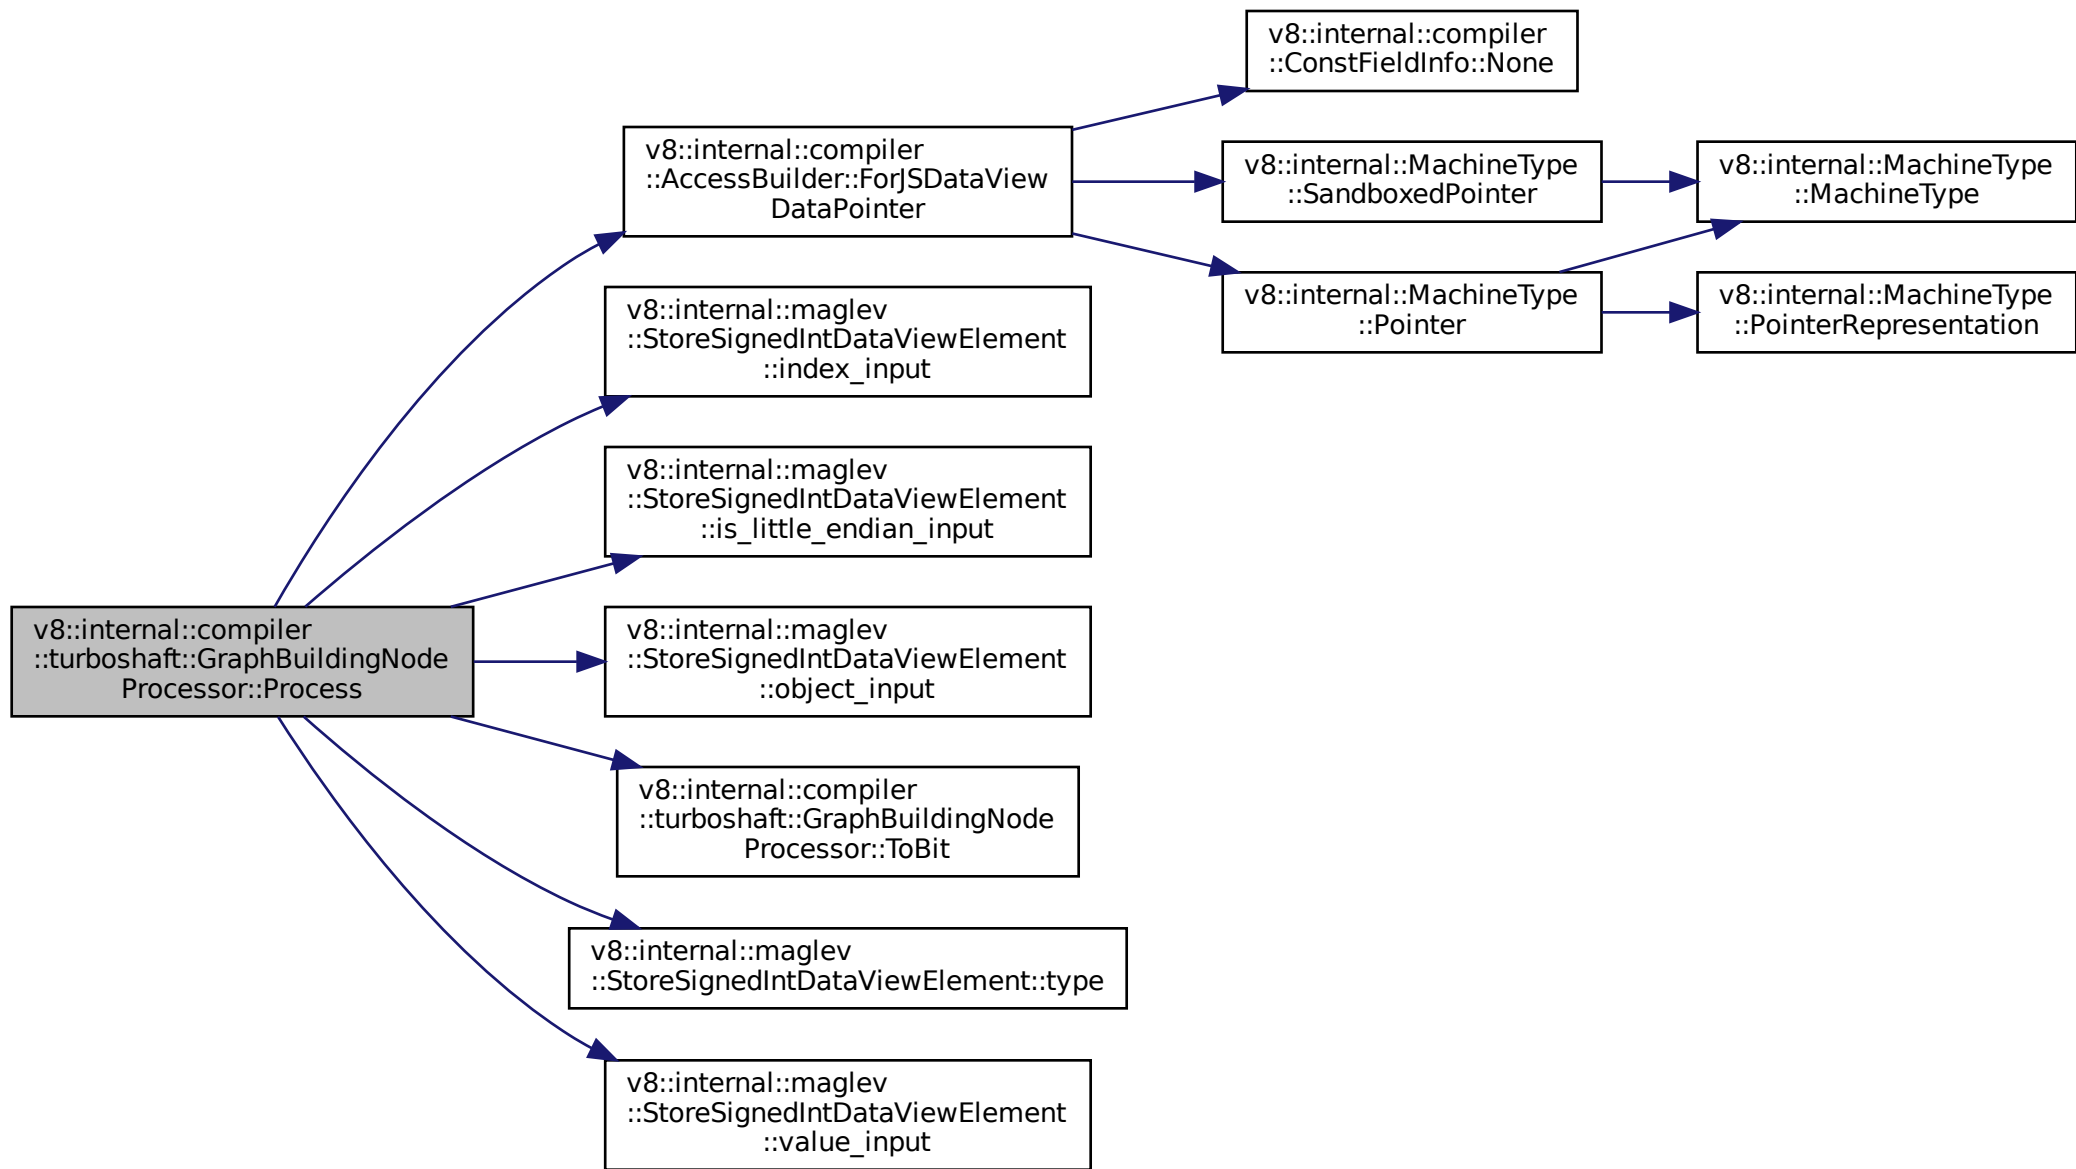 v8::internal::compiler
::ConstFieldInfo::None
v8::internal::compiler
::AccessBuilder::ForJSDataView
DataPointer
v8::internal::MachineType
::SandboxedPointer
v8::internal::MachineType
::MachineType
v8::internal::MachineType
::Pointer
v8::internal::MachineType
::PointerRepresentation
v8::internal::maglev
::StoreSignedIntDataViewElement
::index_input
v8::internal::maglev
::StoreSignedIntDataViewElement
::is_little_endian_input
v8::internal::compiler
::turboshaft::GraphBuildingNode
Processor::Process
v8::internal::maglev
::StoreSignedIntDataViewElement
::object_input
v8::internal::compiler
::turboshaft::GraphBuildingNode
Processor::ToBit
v8::internal::maglev
::StoreSignedIntDataViewElement::type
v8::internal::maglev
::StoreSignedIntDataViewElement
::value_input